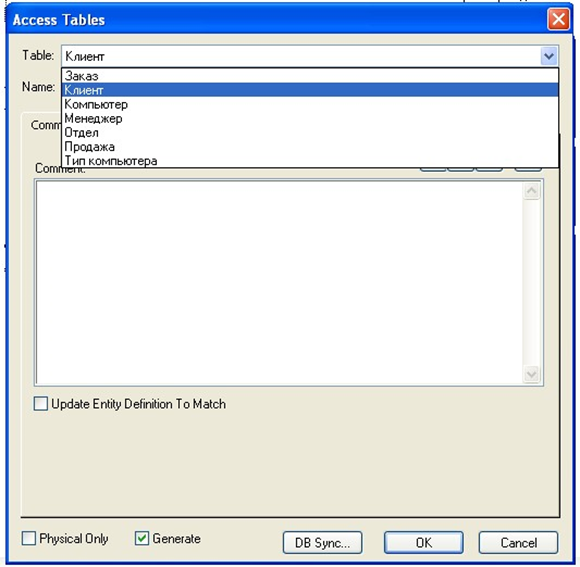 Access Tables
Table: Клиент
Заказ
Name: Клиент
Компьютер
Менеджер
Отдел
Продажа
Тип компьютера
Comment:
Update Entity Definition To Match
Physical Only Generate DB Sync... OK Cancel